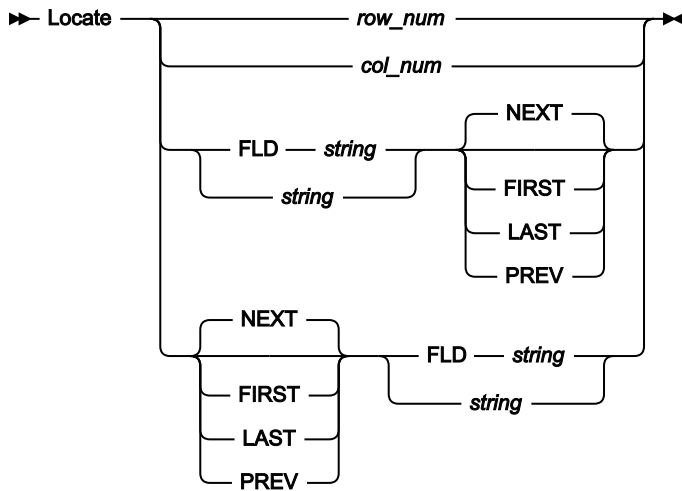 Locate row_num
col_num
NEXT
FLD string
string
FIRST
LAST
PREV
NEXT
FLD string
FIRST
string
LAST
PREV